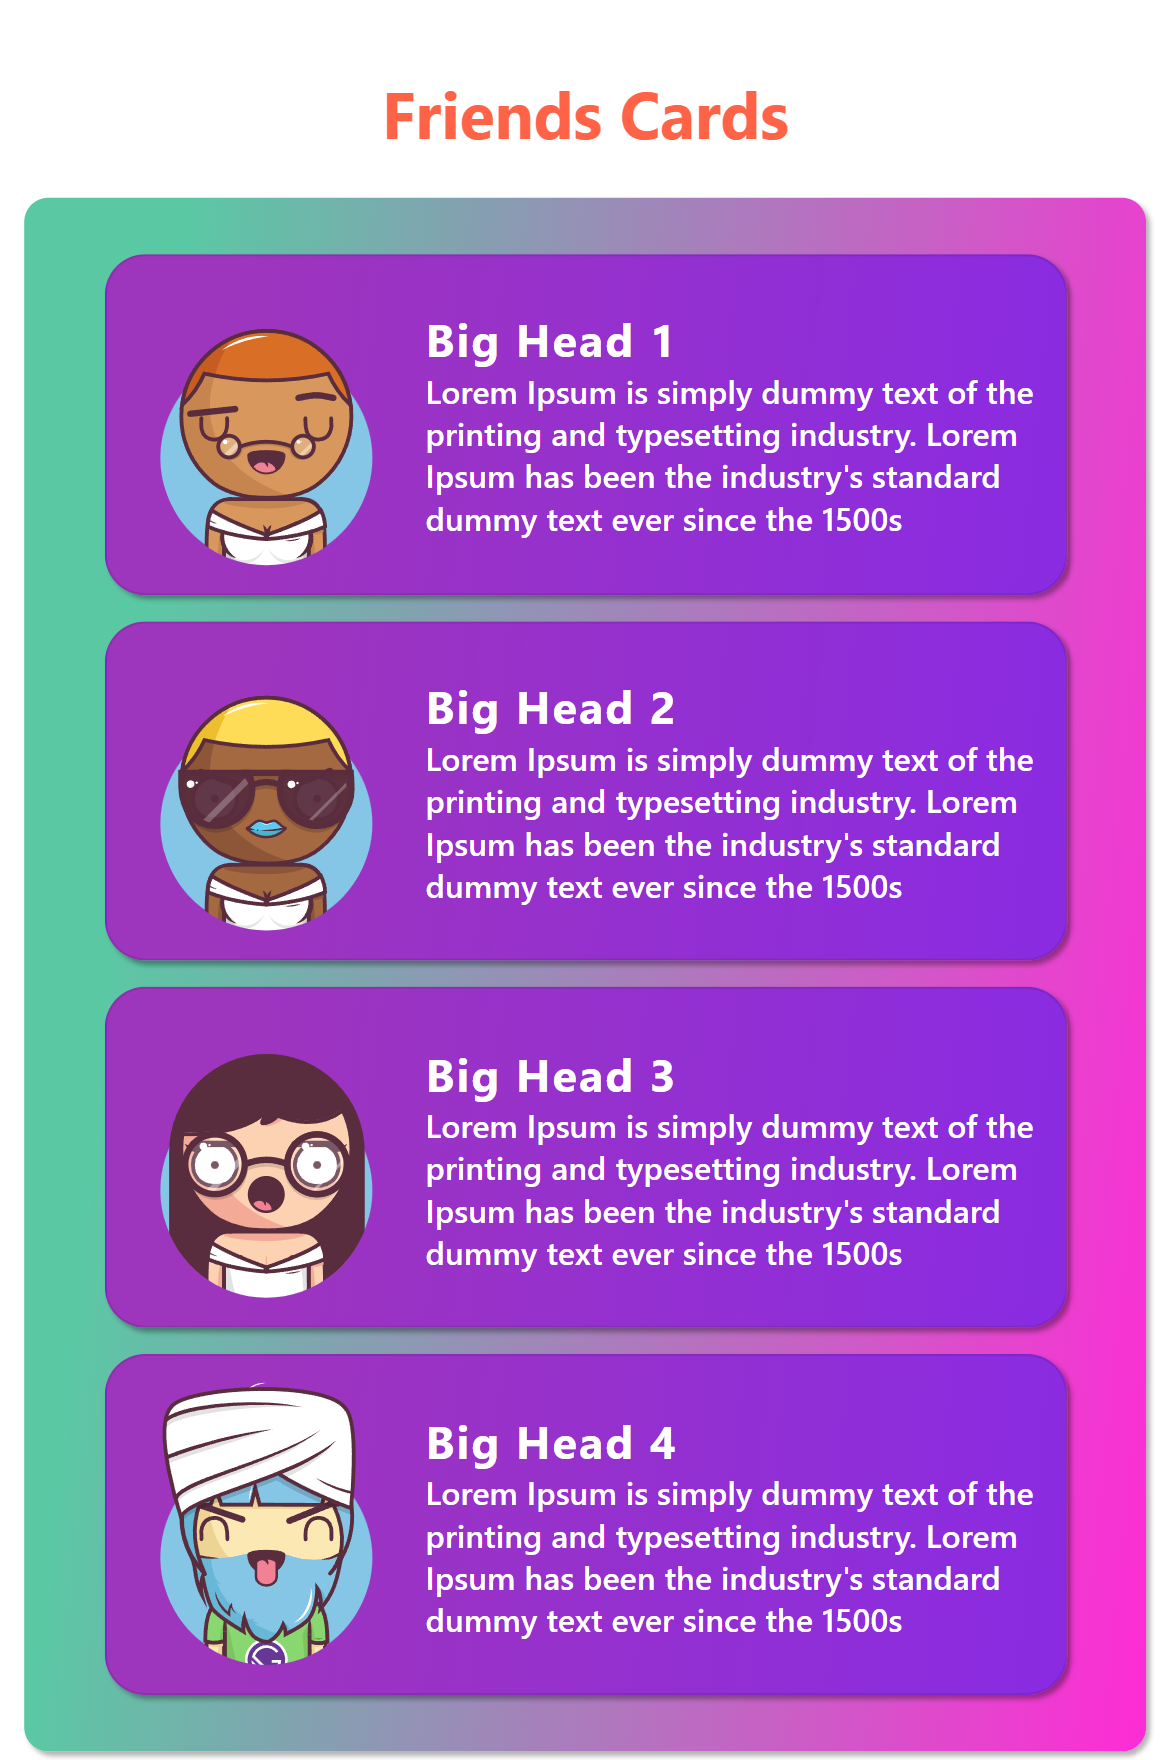 Friends Cards
Big Head 1
Lorem Ipsum is simply dummy text of the
printing and typesetting industry. Lorem
Ipsum has been the industry's standard
dummy text ever since the 1500s
Big Head 2
Lorem Ipsum is simply dummy text of the
printing and typesetting industry. Lorem
Ipsum has been the industry's standard
dummy text ever since the 1500s
Big Head 3
Lorem Ipsum is simply dummy text of the
printing and typesetting industry. Lorem
Ipsum has been the industry's standard
dummy text ever since the 1500s
Big Head 4
Lorem Ipsum is simply dummy text of the
printing and typesetting industry. Lorem
Ipsum has been the industry's standard
dummy text ever since the 1500s